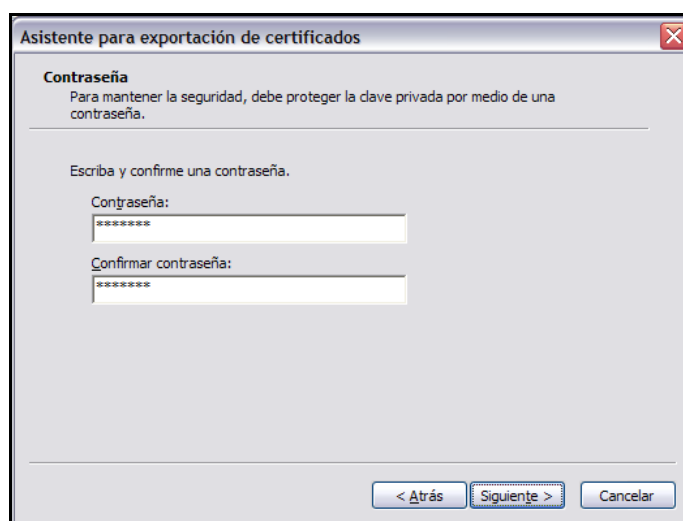 Asistente para exportación de certificados
Contraseña
Para mantener la seguridad, debe proteger la clave privada por medio de una
contraseña.
Escriba y confirme una contraseña.
Contraseña:
*******
Confirmar contraseña:
*******
< Atrás Siguiente > Cancelar